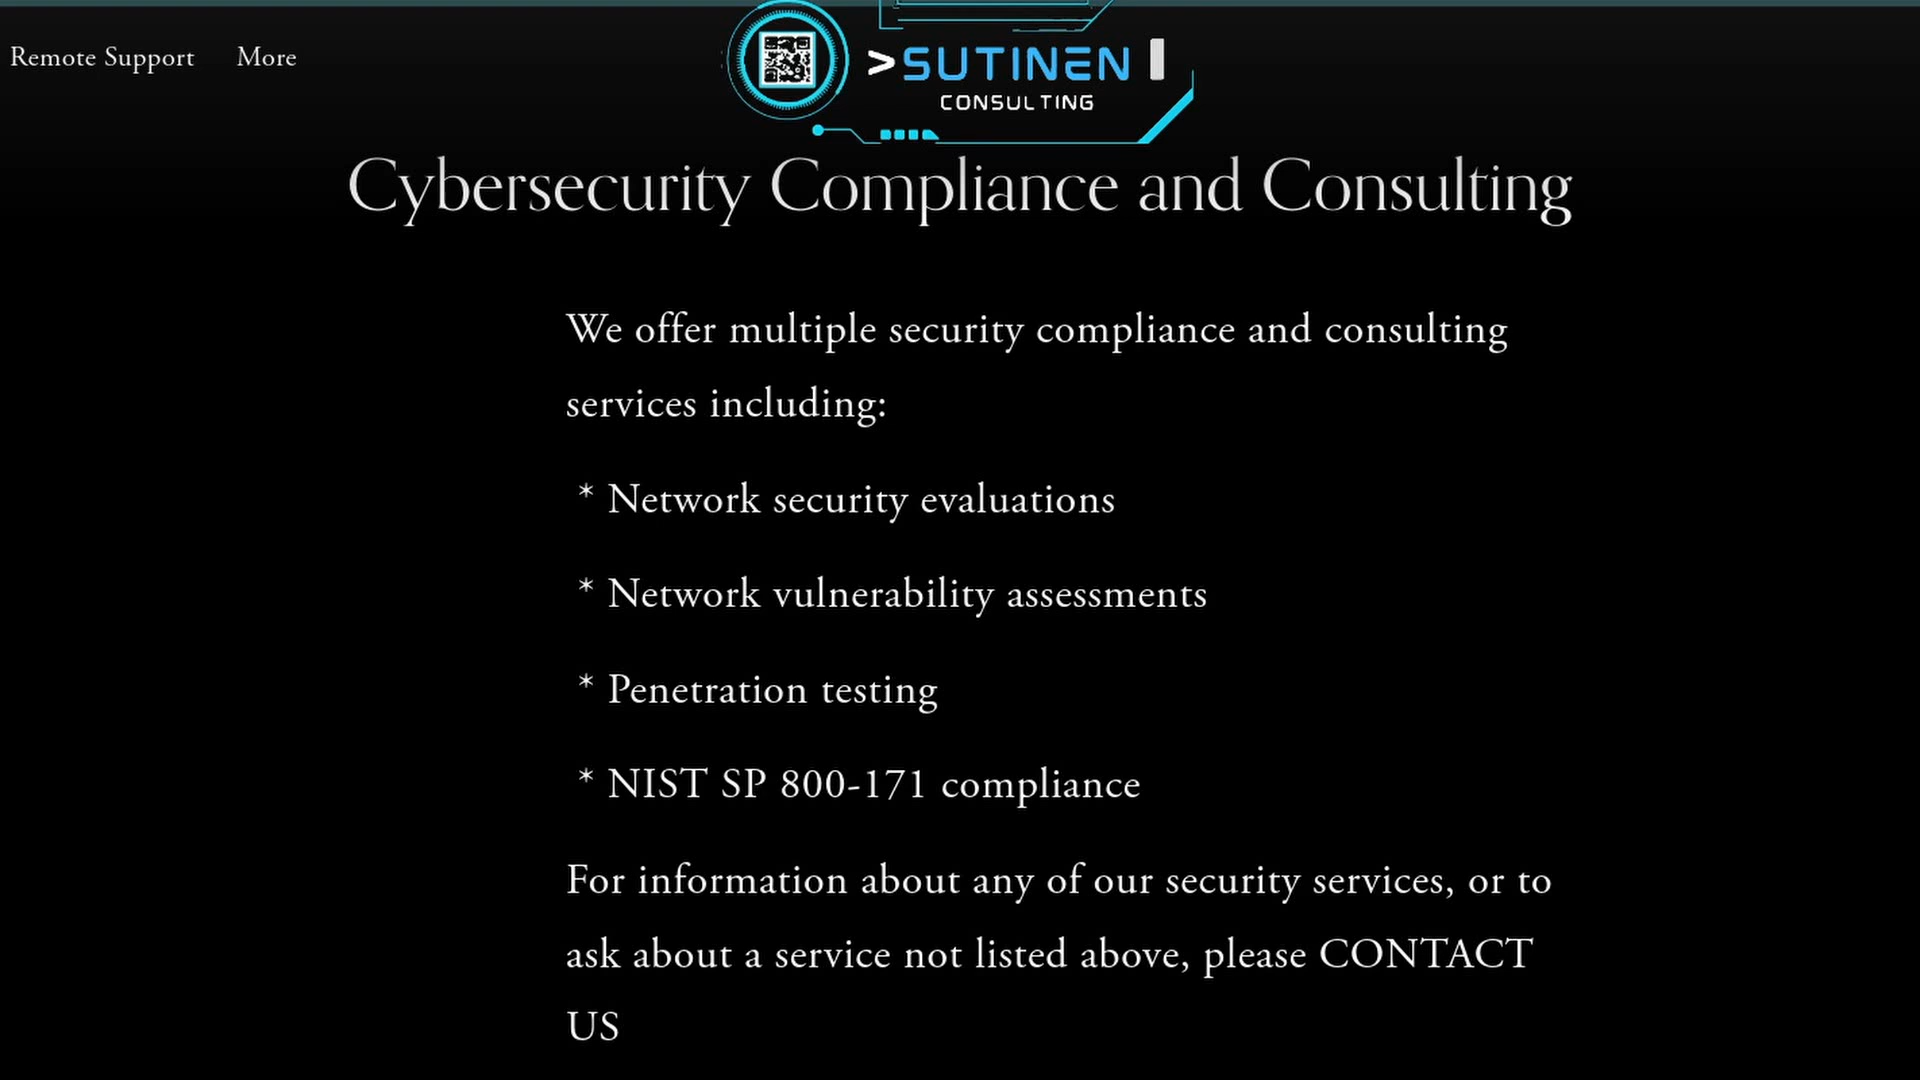 Remote Support More
>SUTINEN
CONSULTING
Cybersecurity Compliance and Consulting
We offer multiple security compliance and consulting
services including:
* Network security evaluations
* Network vulnerability assessments
* Penetration testing
* NIST SP 800-171 compliance
For information about any of our security services, or to
ask about a service not listed above, please CONTACT
US